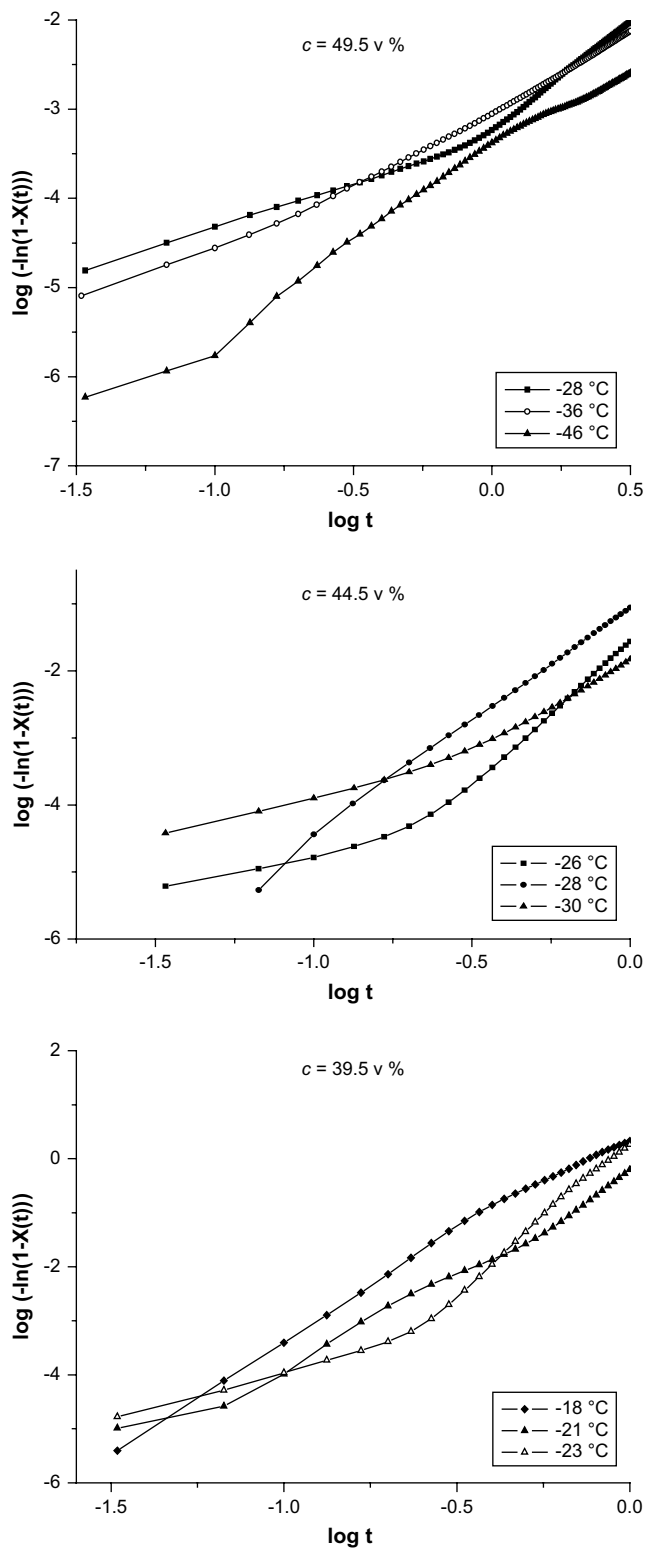 c = 49.5 v %
-2
-3
-4
-5
-6
-7
log (-ln(1-X(t)))
-28 °C
-36 °C
-46 °C
-1.5 -1.0 -0.5 0.0 0.5
log t
c = 44.5 v %
-2
-4
-6
log (-ln(1-X(t)))
-26 °C
-28 °C
-30 °C
-1.5 -1.0 -0.5 0.0
log t
c = 39.5 v %
2
0
-2
-4
-6
log (-ln(1-X(t)))
-18 °C
-21 °C
-23 °C
-1.5 -1.0 -0.5 0.0
log t